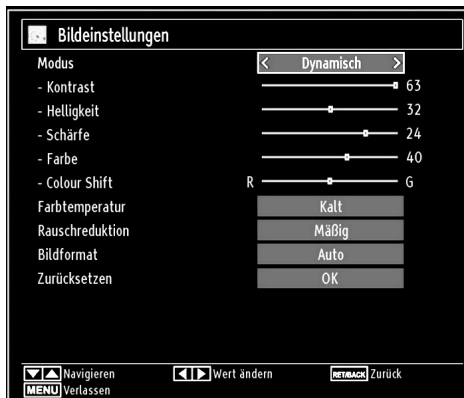 Bildeinstellungen
Modus < Dynamisch >
- Kontrast 63
- Helligkeit 32
- Schärfe 24
- Farbe 40
- Colour Shift R G
Farbtemperatur Kalt
Rauschreduktion Mäßig
Bildformat Auto
Zurücksetzen OK
Navigieren Wert ändern RET/BACK Zurück
MENU Verlassen